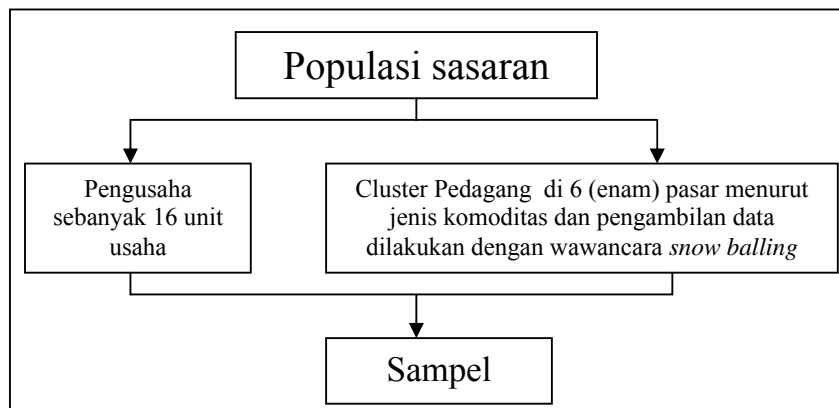 Populasi sasaran
Pengusaha
sebanyak 16 unit
usaha
Cluster Pedagang di 6 (enam) pasar menurut
jenis komoditas dan pengambilan data
dilakukan dengan wawancara snow balling
Sampel